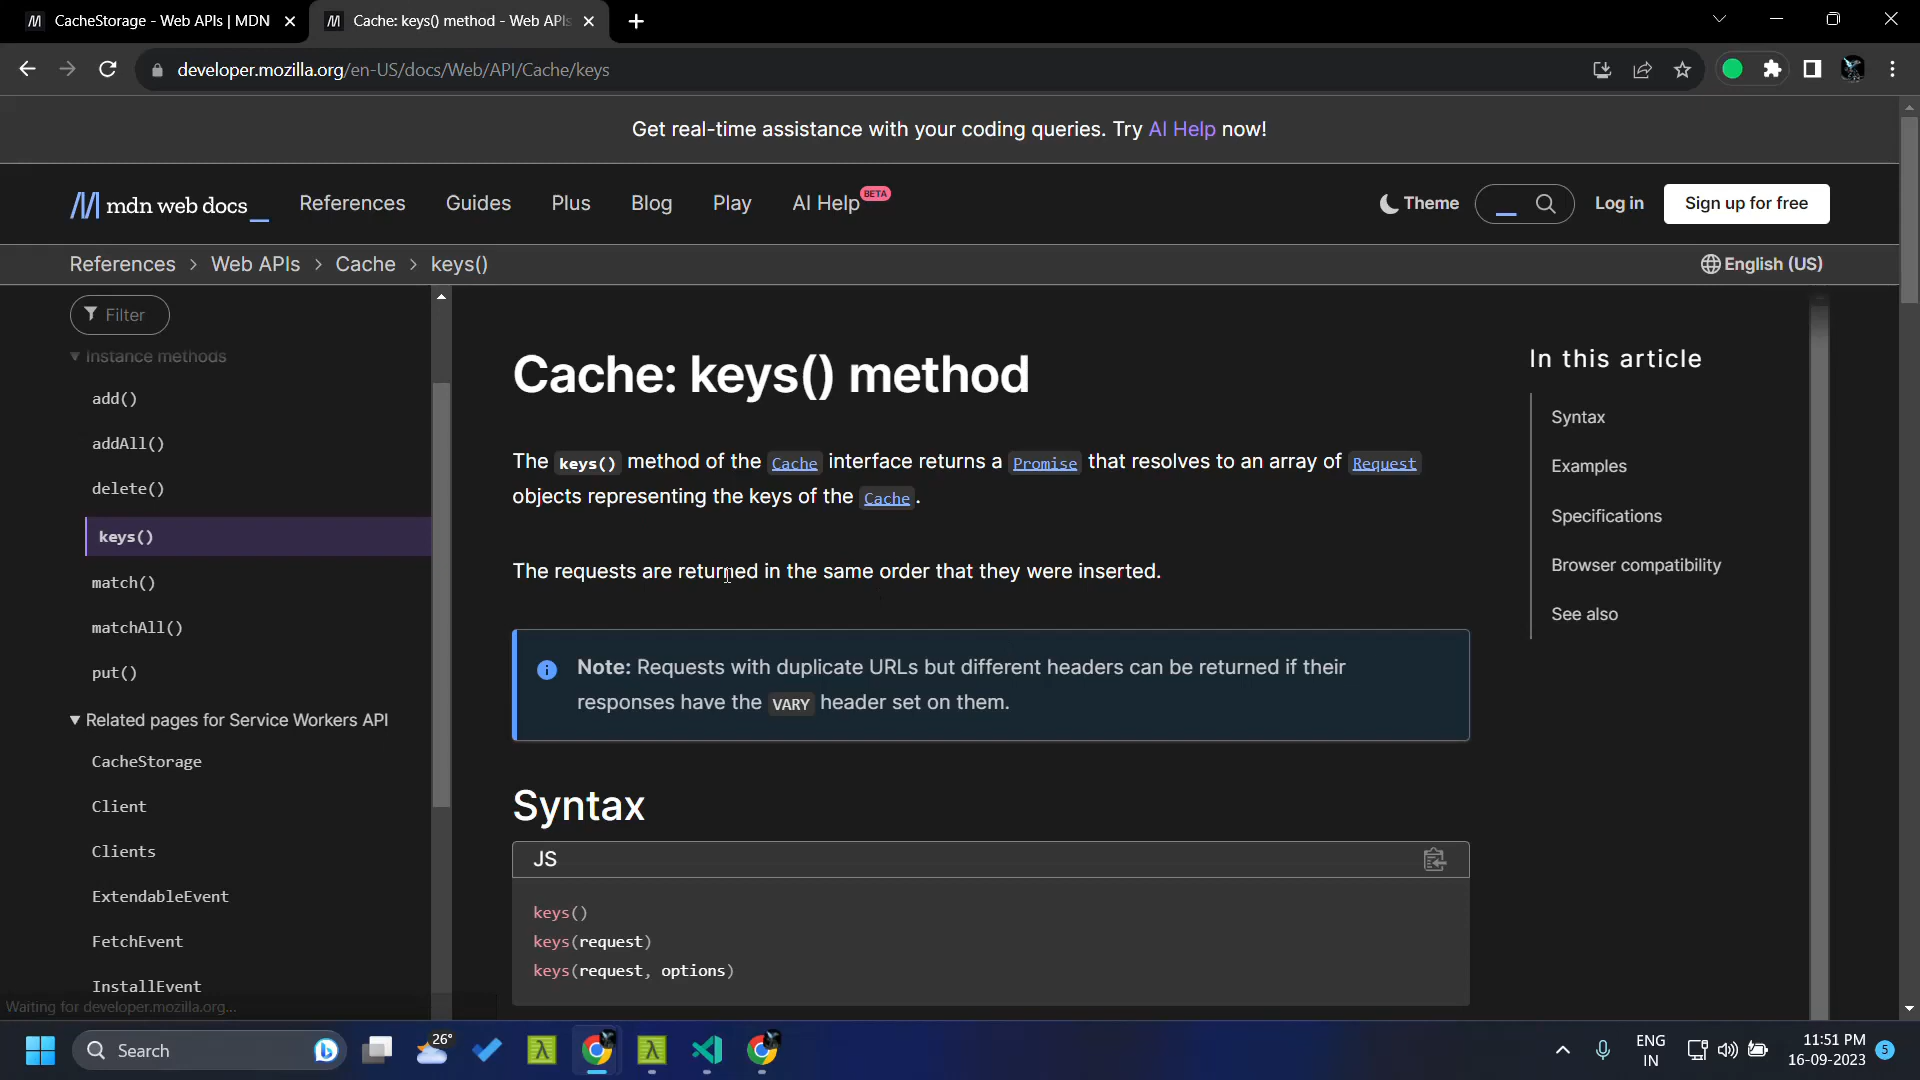 CacheStorage - Web APIs | MDN
Cache: keys() method - Web APIs
developer.mozilla.org/en-US/docs/Web/API/Cache/keys
Get real-time assistance with your coding queries. Try AI Help now!
mdn web docs_
References
Guides
Plus
Blog
Play
AI Help
BETA
Theme
Log in
Sign up for free
References > Web APIs > Cache > keys()
English (US)
Filter
Instance methods
add()
addAll()
delete()
keys()
match()
matchAll()
put()
Related pages for Service Workers API
CacheStorage
Client
Clients
ExtendableEvent
FetchEvent
InstallEvent
Cache: keys() method
The keys() method of the Cache interface returns a Promise that resolves to an array of Request
objects representing the keys of the Cache.
The requests are returned in the same order that they were inserted.
Note: Requests with duplicate URLs but different headers can be returned if their
responses have the VARY header set on them.
Syntax
JS
keys()
keys(request)
keys(request, options)
In this article
Syntax
Examples
Specifications
Browser compatibility
See also
Waiting for developer.mozilla.org...
Search
26°
ENG
IN
11:51 PM
16-09-2023
5